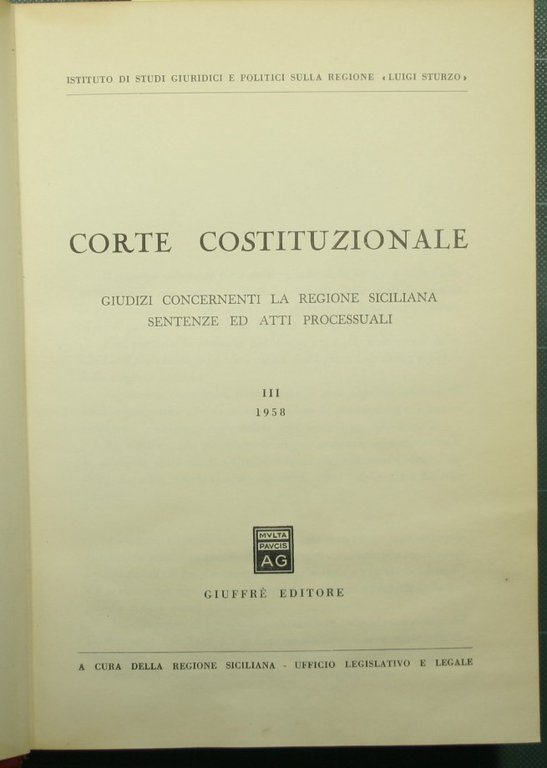 ISTITUTO DI STUDI GIURIDICI E POLITICI SULLA REGIONE «LUIGI STURZO»
CORTE COSTITUZIONALE
GIUDIZI CONCERNENTI LA REGIONE SICILIANA
SENTENZE ED ATTI PROCESSUALI
III
1958
MVLTA
PAVCIS
AG
GIUFFRÈ EDITORE
A CURA DELLA REGIONE SICILIANA - UFFICIO LEGISLATIVO E LEGALE